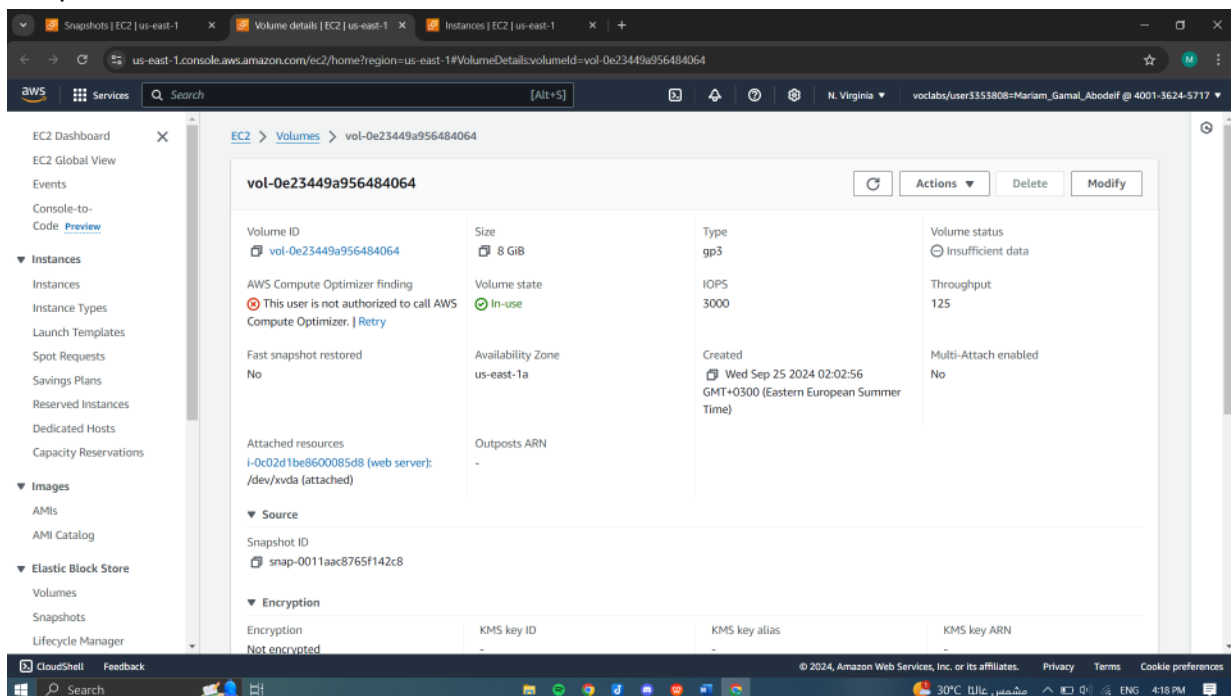 Snapshots | EC2 | us-east-1
Volume details | EC2 | us-east-1
Instances | EC2 | us-east-1
us-east-1.console.aws.amazon.com/ec2/home?region=us-east-1#VolumeDetails:volumeId=vol-0e23449a956484064
M
aws
Services
Search
[Alt+S]
N. Virginia
voclabs/user3353808=Mariam_Gamal_Abodeif @ 4001-3624-5717
EC2 Dashboard
EC2 Global View
Events
Console-to-
Code Preview
Instances
Instances
Instance Types
Launch Templates
Spot Requests
Savings Plans
Reserved Instances
Dedicated Hosts
Capacity Reservations
Images
AMIs
AMI Catalog
Elastic Block Store
Volumes
Snapshots
Lifecycle Manager
EC2 > Volumes > vol-0e23449a956484064
vol-0e23449a956484064
Actions
Delete
Modify
Volume ID
vol-0e23449a956484064
Size
8 GiB
Type
gp3
Volume status
Insufficient data
AWS Compute Optimizer finding
This user is not authorized to call AWS
Compute Optimizer. | Retry
Volume state
In-use
IOPS
3000
Throughput
125
Fast snapshot restored
No
Availability Zone
us-east-1a
Created
Wed Sep 25 2024 02:02:56
GMT+0300 (Eastern European Summer
Time)
Multi-Attach enabled
No
Attached resources
i-0c02d1be8600085d8 (web server):
/dev/xvda (attached)
Outposts ARN
-
Source
Snapshot ID
snap-0011aac8765f142c8
Encryption
Encryption
Not encrypted
KMS key ID
-
KMS key alias
-
KMS key ARN
-
CloudShell
Feedback
© 2024, Amazon Web Services, Inc. or its affiliates.
Privacy
Terms
Cookie preferences
Search
30°C مشمس غالبًا
ENG
4:18 PM